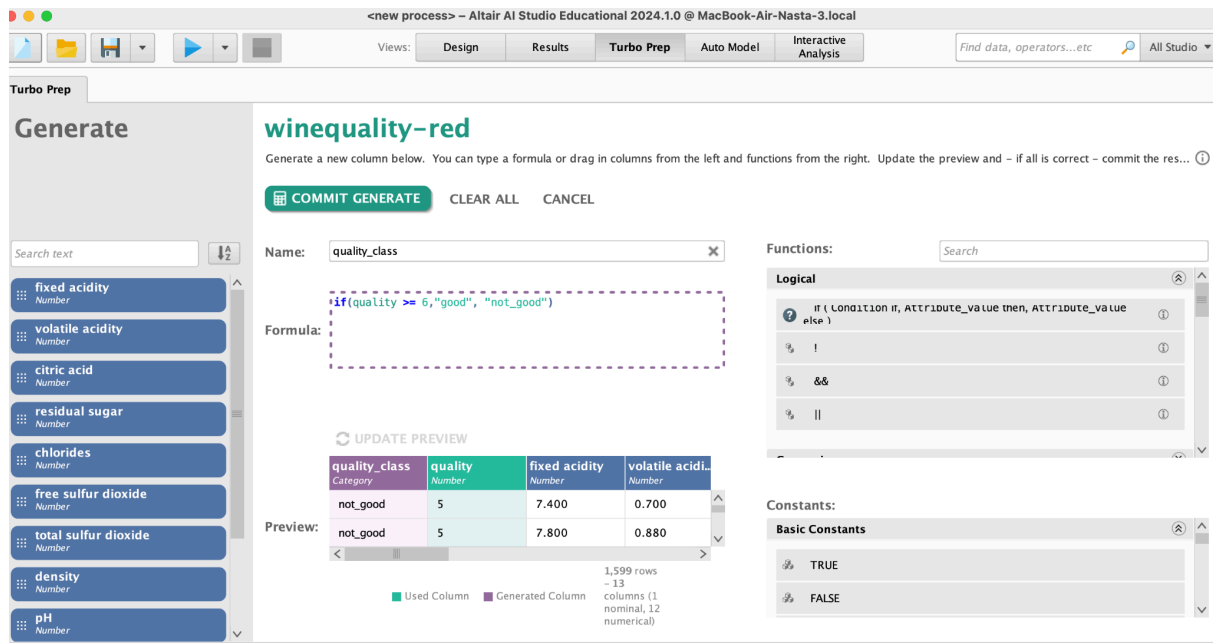 <new process> – Altair AI Studio Educational 2024.1.0 @ MacBook-Air-Nasta-3.local
Views:
Design
Results
Turbo Prep
Auto Model
Interactive Analysis
Find data, operators...etc
All Studio
Turbo Prep
Generate
winequality-red
Generate a new column below. You can type a formula or drag in columns from the left and functions from the right. Update the preview and – if all is correct – commit the res...
COMMIT GENERATE
CLEAR ALL
CANCEL
Search text
fixed acidity
Number
volatile acidity
Number
citric acid
Number
residual sugar
Number
chlorides
Number
free sulfur dioxide
Number
total sulfur dioxide
Number
density
Number
pH
Number
Name:
quality_class
Formula:
if(quality >= 6,"good", "not_good")
UPDATE PREVIEW
Preview:
quality_class quality fixed acidity volatile acidi..
Category Number Number Number
not_good 5 7.400 0.700
not_good 5 7.800 0.880
Used Column
Generated Column
1,599 rows
– 13
columns (1
nominal, 12
numerical)
Functions:
Search
Logical
if ( Condition if, Attribute_value then, Attribute_value
else )
!
&&
||
Constants:
Basic Constants
TRUE
FALSE